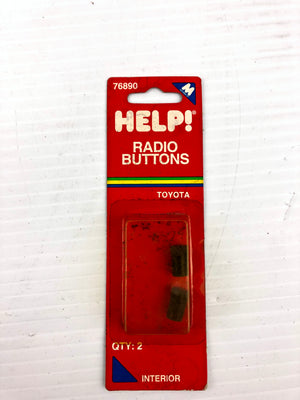 76890
M
HELP!
RADIO
BUTTONS
TOYOTA
QTY: 2
INTERIOR